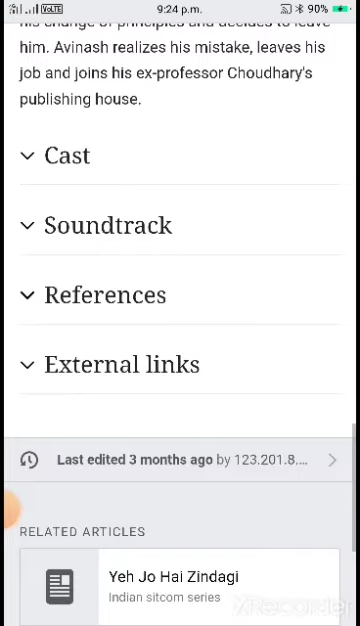 VoLTE 9:24 p.m. 90%
his change of principles and decides to leave
him. Avinash realizes his mistake, leaves his
job and joins his ex-professor Choudhary's
publishing house.
Cast
Soundtrack
References
External links
Last edited 3 months ago by 123.201.8....
RELATED ARTICLES
Yeh Jo Hai Zindagi
Indian sitcom series
XRecorder